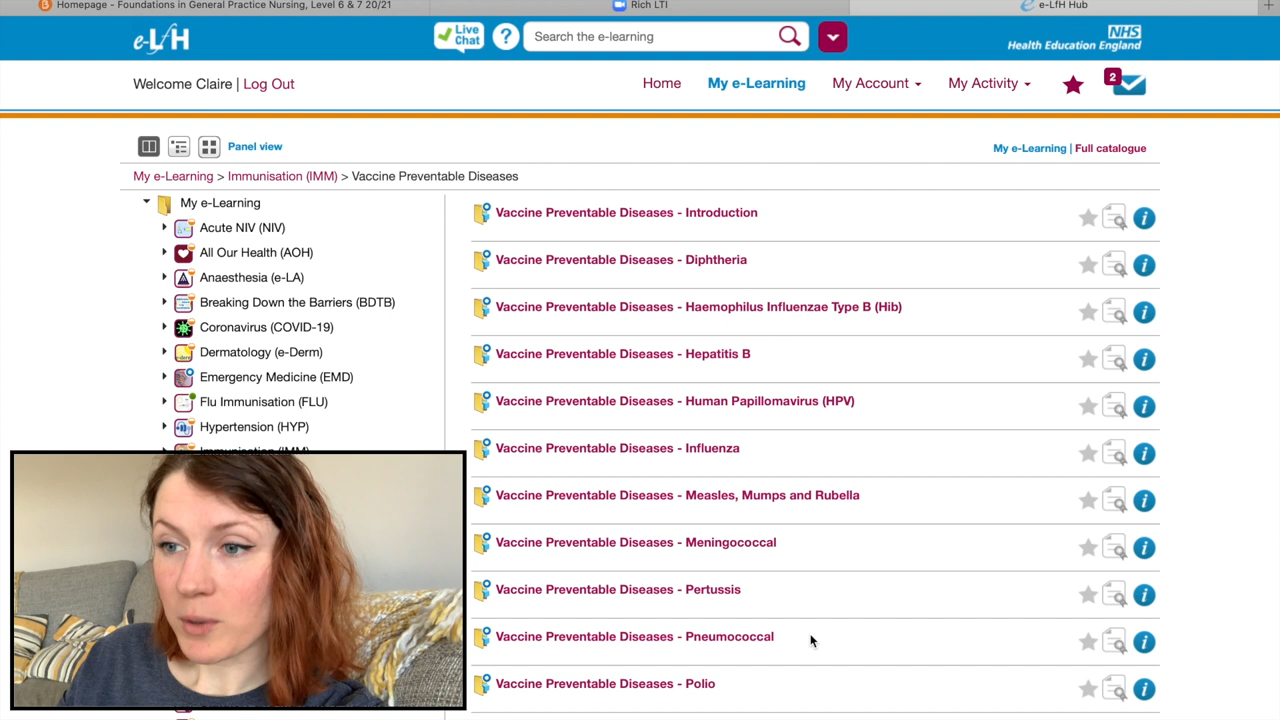 Homepage - Foundations in General Practice Nursing, Level 6 & 7 20/21
Rich LTI
e-LfH Hub
e-LfH
Live Chat
?
Search the e-learning
NHS
Health Education England
Welcome Claire | Log Out
Home
My e-Learning
My Account
My Activity
2
Panel view
My e-Learning | Full catalogue
My e-Learning > Immunisation (IMM) > Vaccine Preventable Diseases
My e-Learning
Acute NIV (NIV)
All Our Health (AOH)
Anaesthesia (e-LA)
Breaking Down the Barriers (BDTB)
Coronavirus (COVID-19)
Dermatology (e-Derm)
Emergency Medicine (EMD)
Flu Immunisation (FLU)
Hypertension (HYP)
Immunisation (IMM)
Vaccine Preventable Diseases - Introduction
Vaccine Preventable Diseases - Diphtheria
Vaccine Preventable Diseases - Haemophilus Influenzae Type B (Hib)
Vaccine Preventable Diseases - Hepatitis B
Vaccine Preventable Diseases - Human Papillomavirus (HPV)
Vaccine Preventable Diseases - Influenza
Vaccine Preventable Diseases - Measles, Mumps and Rubella
Vaccine Preventable Diseases - Meningococcal
Vaccine Preventable Diseases - Pertussis
Vaccine Preventable Diseases - Pneumococcal
Vaccine Preventable Diseases - Polio